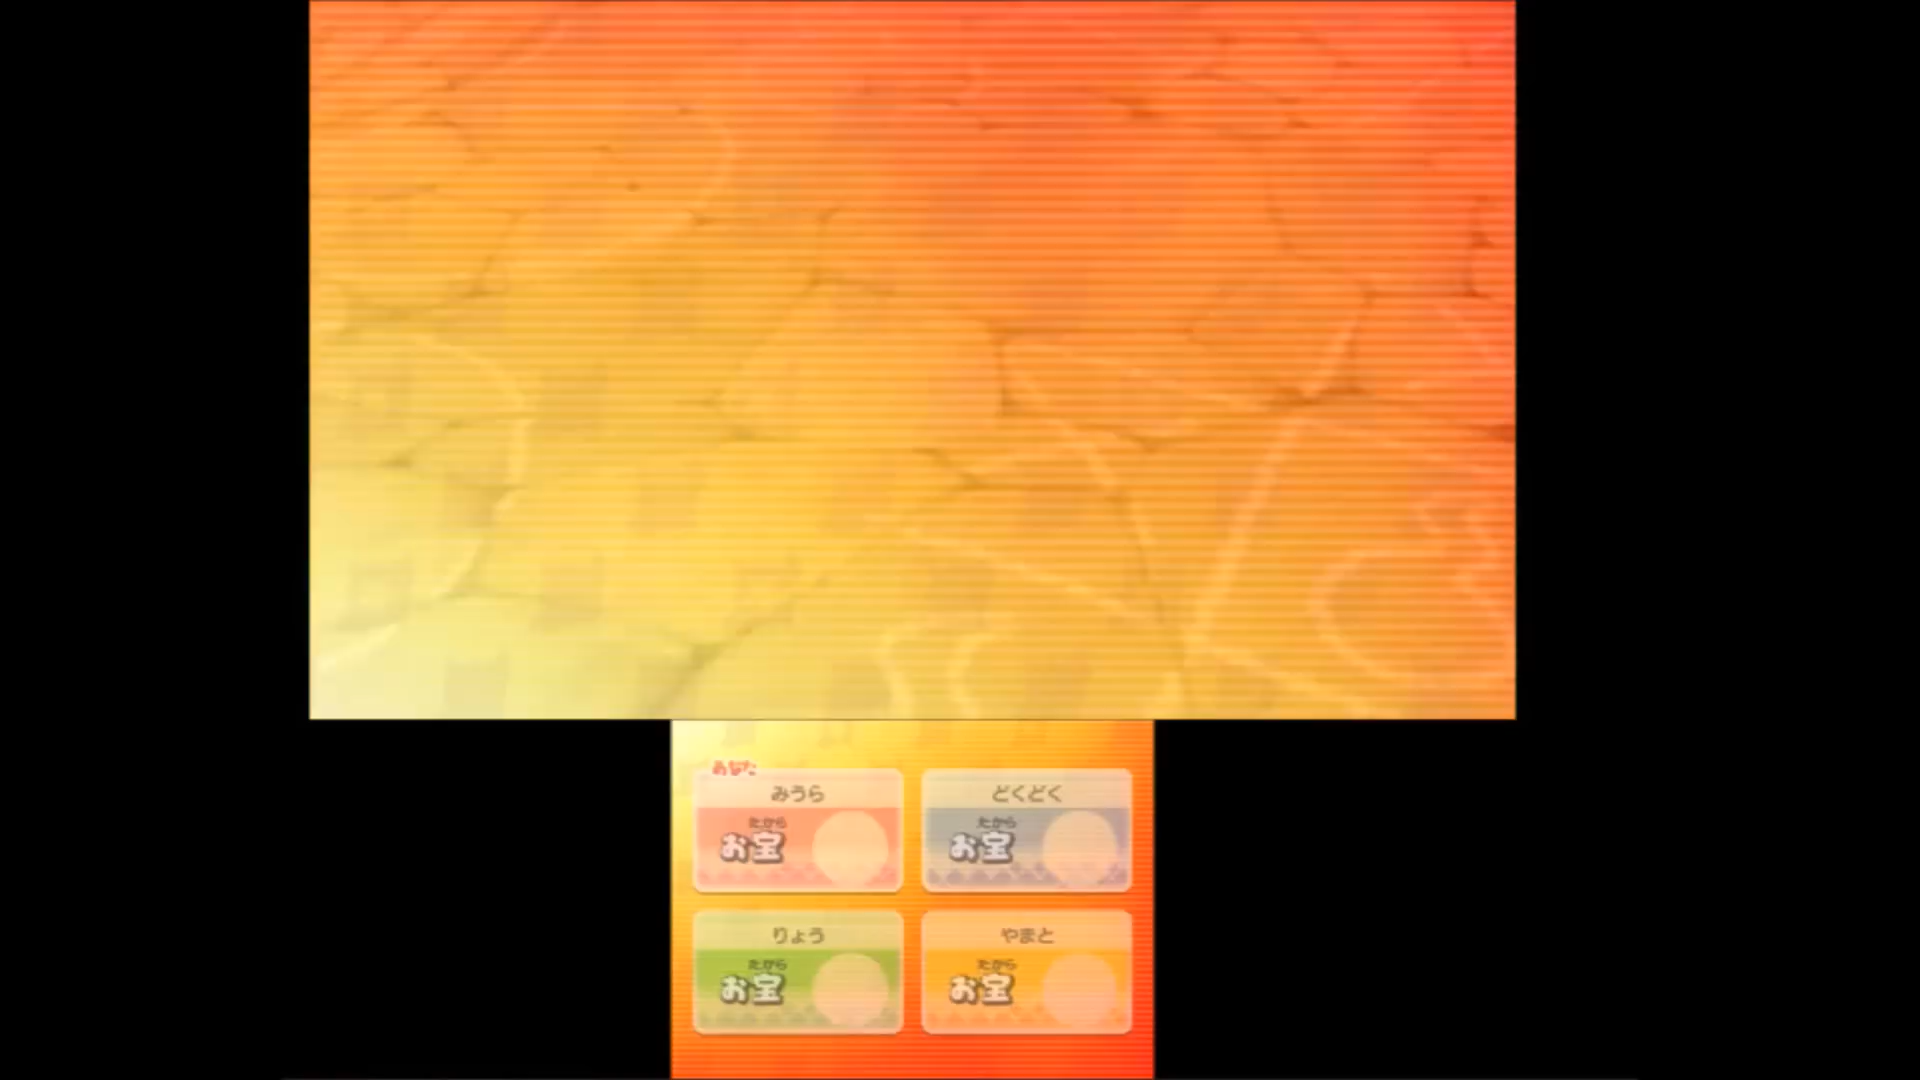 あなた
みうら
たから
お宝
どくどく
たから
お宝
りょう
たから
お宝
やまと
たから
お宝